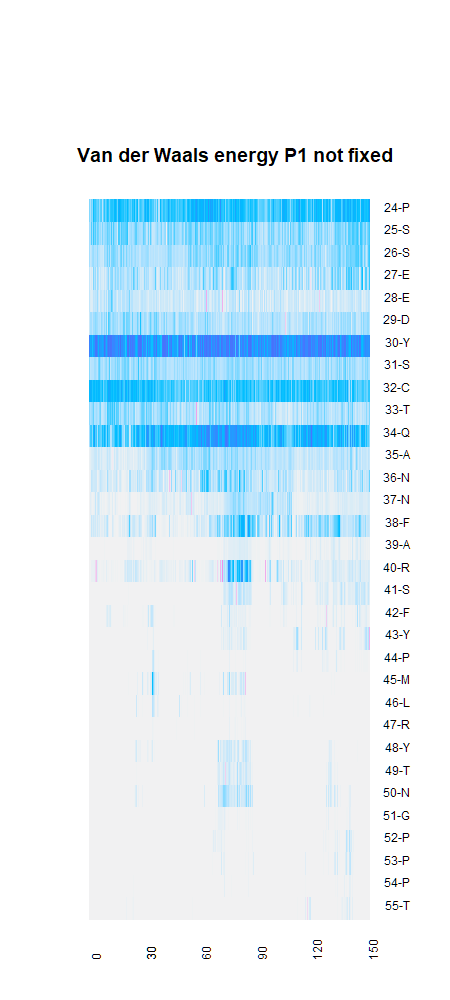 Van der Waals energy P1 not fixed
24-P
25-S
26-S
27-E
28-E
29-D
30-Y
31-S
32-C
33-T
34-Q
35-A
36-N
37-N
38-F
39-A
40-R
41-S
42-F
43-Y
44-P
45-M
46-L
47-R
48-Y
49-T
50-N
51-G
52-P
53-P
54-P
55-T
0 30 60 90 120 150